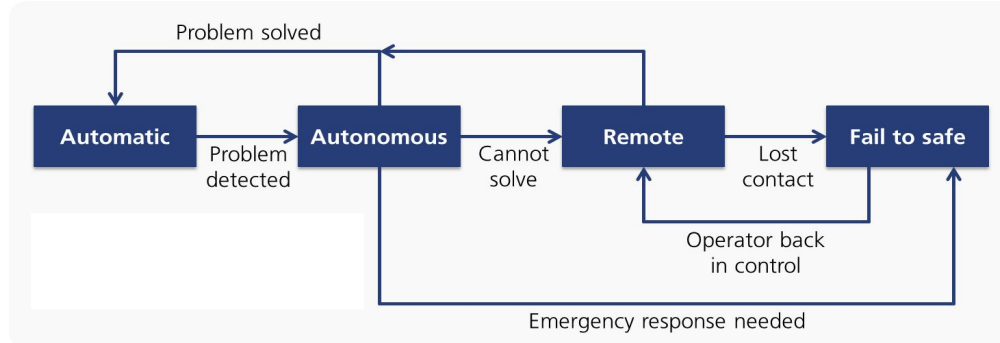 Problem solved
Automatic
Problem
detected
Autonomous
Cannot
solve
Remote
Lost
contact
Fail to safe
Operator back
in control
Emergency response needed